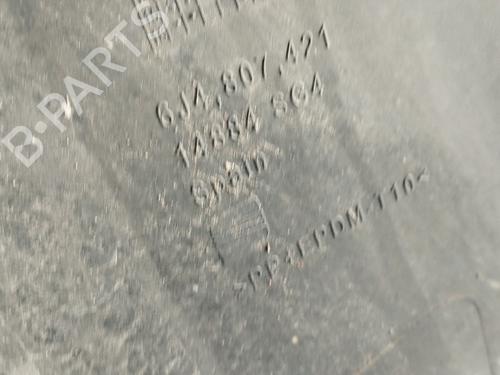 B-PARTS
6J4.807.421
14884 SG4
Spain
>PP+EPDM T10<